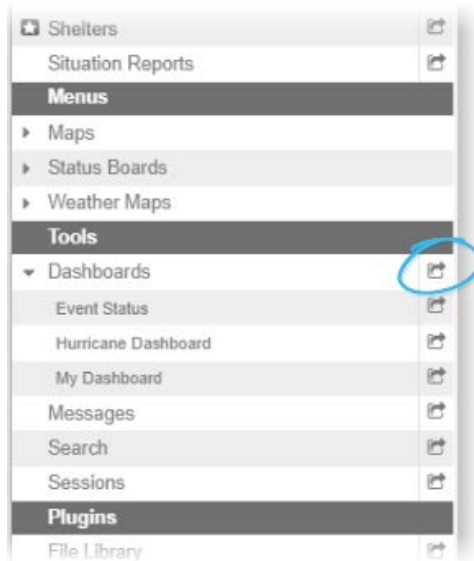 Shelters
Situation Reports
Menus
Maps
Status Boards
Weather Maps
Tools
Dashboards
Event Status
Hurricane Dashboard
My Dashboard
Messages
Search
Sessions
Plugins
File Library